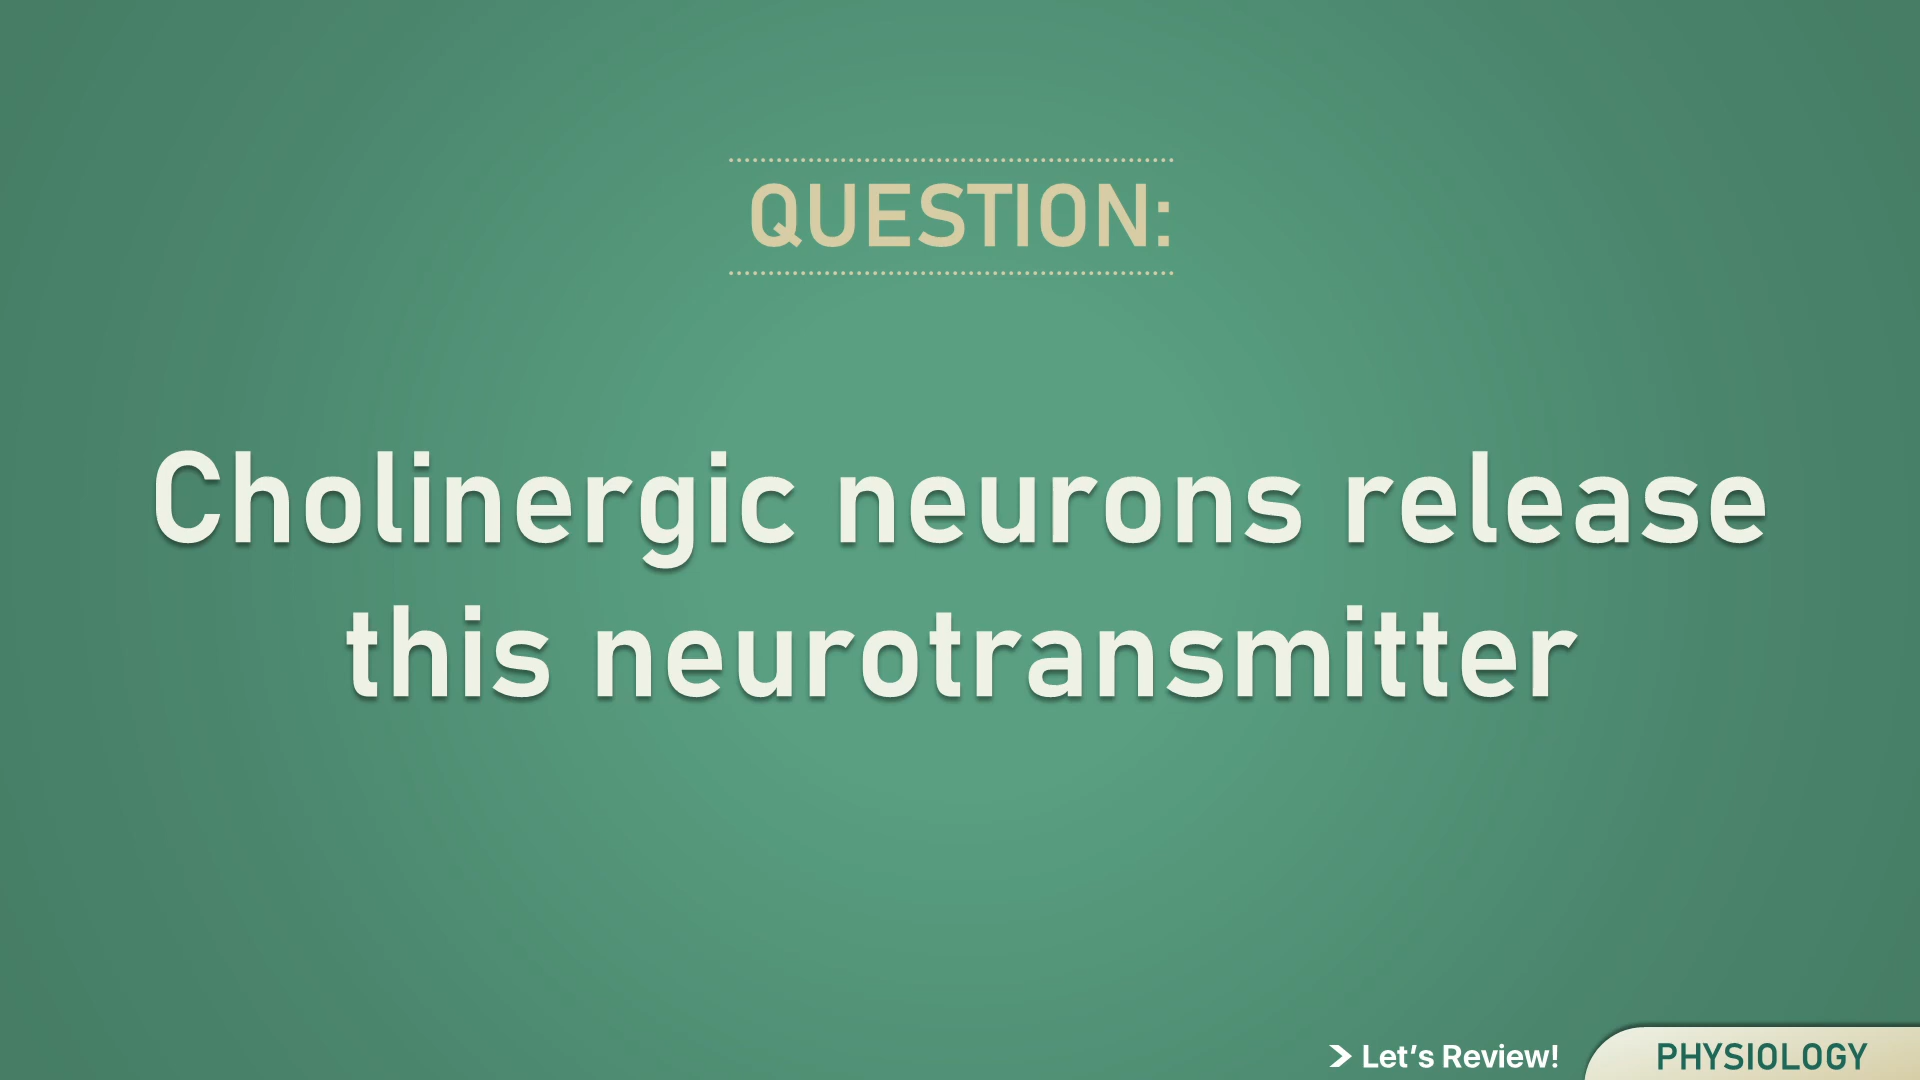 QUESTION:
Cholinergic neurons release
this neurotransmitter
Let’s Review!
PHYSIOLOGY